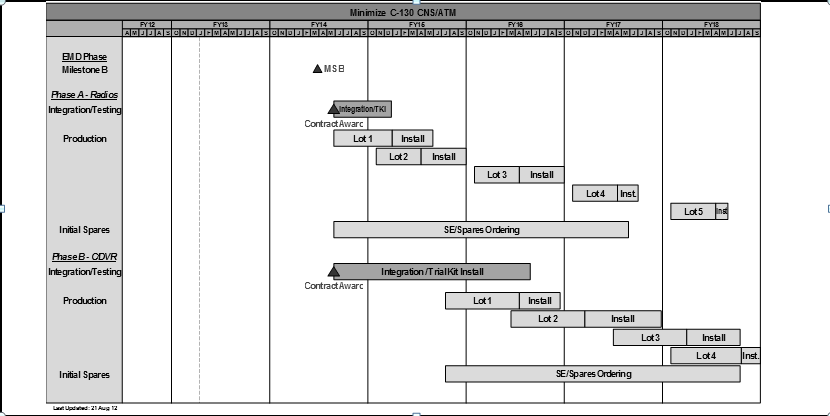 Minimize C-130 CNS/ATM
FY12 FY13 FY14 FY15 FY16 FY17 FY18
A M J J A S O N D J F M A M J J A S O N D J F M A M J J A S O N D J F M A M J J A S O N D J F M A M J J A S O N D J F M A M J J A S O N D J F M A M J J A S
EMD Phase
Milestone B MS B
Phase A - Radios
Integration/Testing Integration/TKI
Contract Award
Production Lot 1 Install
Lot 2 Install
Lot 3 Install
Lot 4 Inst.
Lot 5 Inst
Initial Spares SE/Spares Ordering
Phase B - CDVR
Integration/Testing Integration / Trial Kit Install
Contract Award
Production Lot 1 Install
Lot 2 Install
Lot 3 Install
Lot 4 Inst.
Initial Spares SE/Spares Ordering
Last Updated: 21 Aug 12